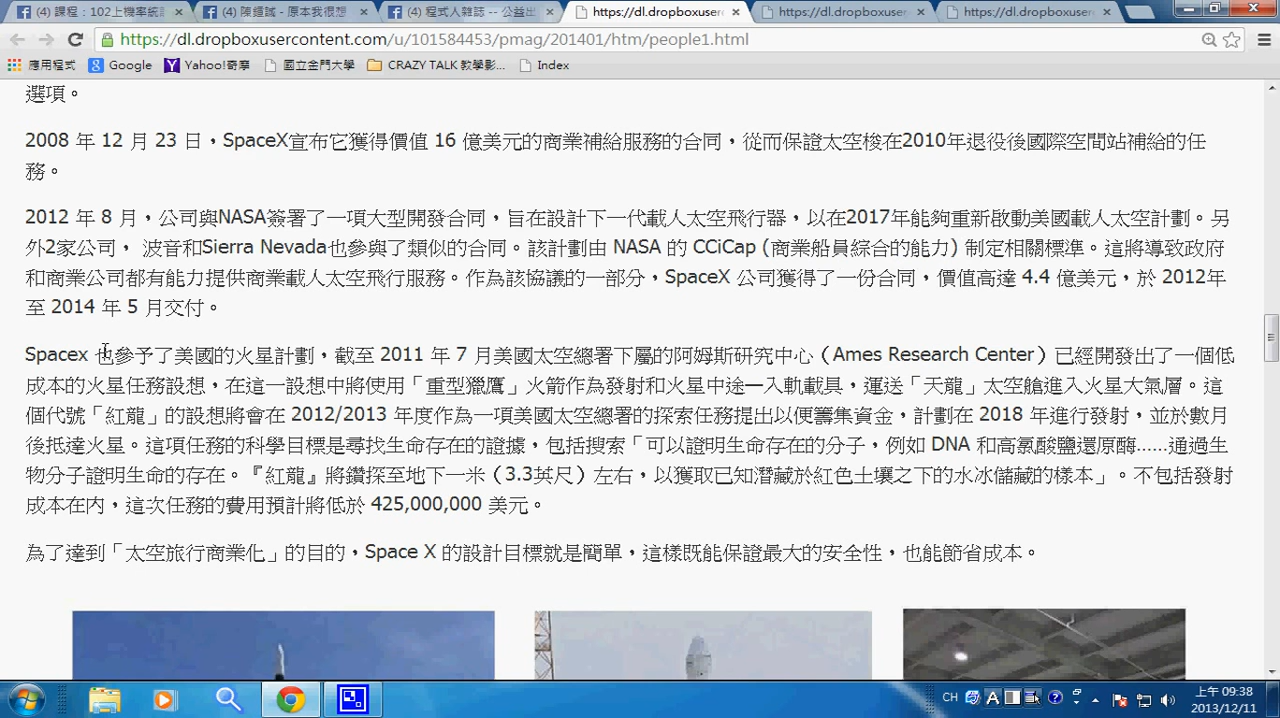 (4) 課程：102上機率統計
(4) 陳鍾誠 - 原本我很想
(4) 程式人雜誌 -- 公益出
https://dl.dropboxuser
https://dl.dropboxuser
https://dl.dropboxuser
https://dl.dropboxusercontent.com/u/101584453/pmag/201401/htm/people1.html
應用程式 Google Yahoo!奇摩 國立金門大學 CRAZY TALK 教學影... Index
選項。
2008 年 12 月 23 日，SpaceX宣布它獲得價值 16 億美元的商業補給服務的合同，從而保證太空梭在2010年退役後國際空間站補給的任
務。
2012 年 8 月，公司與NASA簽署了一項大型開發合同，旨在設計下一代載人太空飛行器，以在2017年能夠重新啟動美國載人太空計劃。另
外2家公司， 波音和Sierra Nevada也參與了類似的合同。該計劃由 NASA 的 CCiCap (商業船員綜合的能力) 制定相關標準。這將導致政府
和商業公司都有能力提供商業載人太空飛行服務。作為該協議的一部分，SpaceX 公司獲得了一份合同，價值高達 4.4 億美元，於 2012年
至 2014 年 5 月交付。
Spacex 也參予了美國的火星計劃，截至 2011 年 7 月美國太空總署下屬的阿姆斯研究中心（Ames Research Center）已經開發出了一個低
成本的火星任務設想，在這一設想中將使用「重型獵鷹」火箭作為發射和火星中途一入軌載具，運送「天龍」太空艙進入火星大氣層。這
個代號「紅龍」的設想將會在 2012/2013 年度作為一項美國太空總署的探索任務提出以便籌集資金，計劃在 2018 年進行發射，並於數月
後抵達火星。這項任務的科學目標是尋找生命存在的證據，包括搜索「可以證明生命存在的分子，例如 DNA 和高氯酸鹽還原酶……通過生
物分子證明生命的存在。『紅龍』將鑽探至地下一米（3.3英尺）左右，以獲取已知潛藏於紅色土壤之下的水冰儲藏的樣本」。不包括發射
成本在內，這次任務的費用預計將低於 425,000,000 美元。
為了達到「太空旅行商業化」的目的，Space X 的設計目標就是簡單，這樣既能保證最大的安全性，也能節省成本。
CH
上午 09:38
2013/12/11